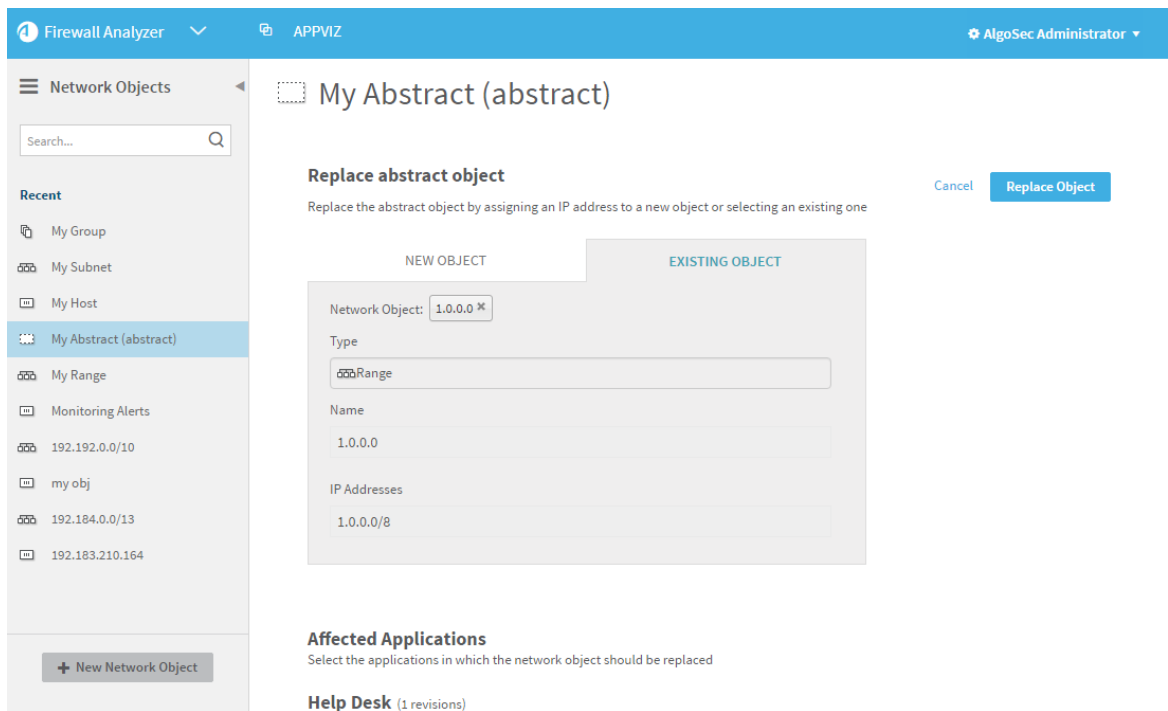 Firewall Analyzer
APPVIZ
AlgoSec Administrator
Network Objects
Search...
Recent
My Group
My Subnet
My Host
My Abstract (abstract)
My Range
Monitoring Alerts
192.192.0.0/10
my obj
192.184.0.0/13
192.183.210.164
+ New Network Object
My Abstract (abstract)
Replace abstract object
Replace the abstract object by assigning an IP address to a new object or selecting an existing one
Cancel
Replace Object
NEW OBJECT
EXISTING OBJECT
Network Object: 1.0.0.0 ×
Type
Range
Name
1.0.0.0
IP Addresses
1.0.0.0/8
Affected Applications
Select the applications in which the network object should be replaced
Help Desk (1 revisions)